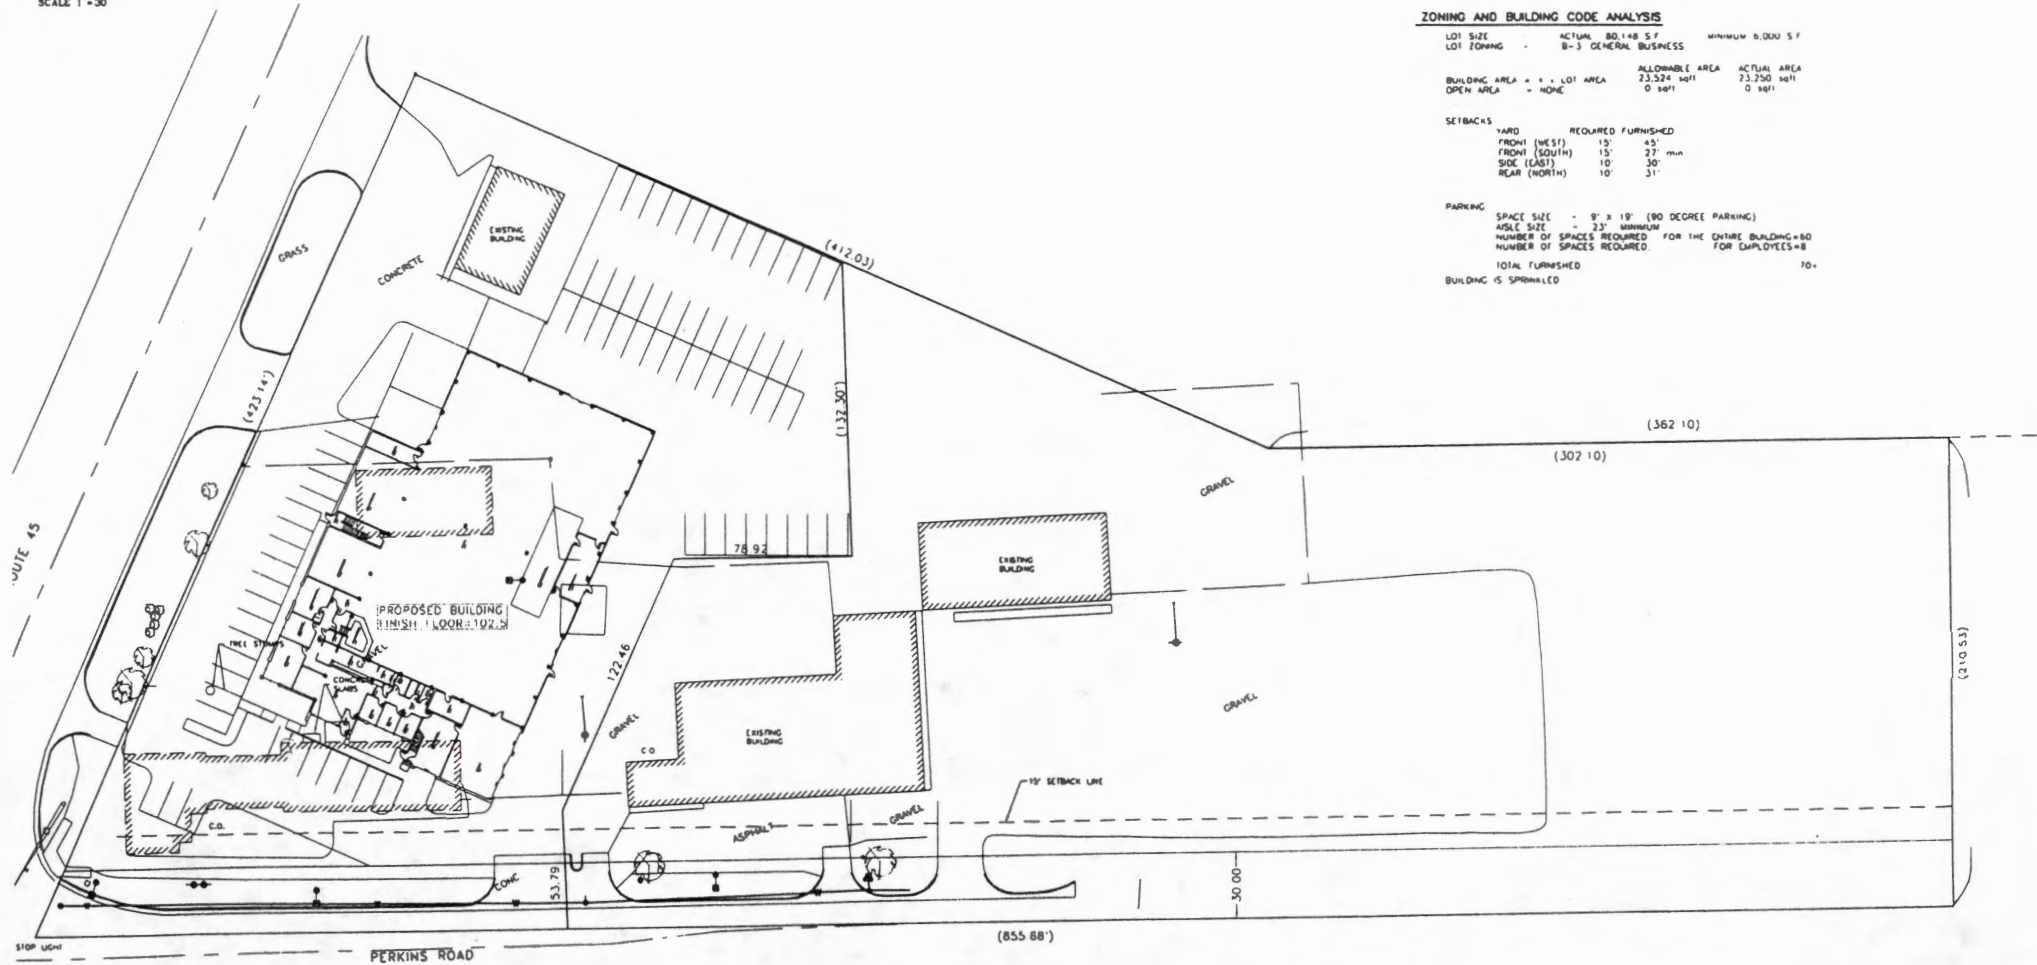 SCALE 1"=30
ZONING AND BUILDING CODE ANALYSIS
LOT SIZE ACTUAL 80,148 S.F. MINIMUM 6,000 S.F.
LOT ZONING - B-3 GENERAL BUSINESS
ALLOWABLE AREA ACTUAL AREA
BUILDING AREA = LOT AREA 23,524 sqft 23,250 sqft
OPEN AREA = NONE 0 sqft 0 sqft
SETBACKS
YARD REQUIRED FURNISHED
FRONT (WEST) 15' 45'
FRONT (SOUTH) 15' 27' min
SIDE (EAST) 10' 30'
REAR (NORTH) 10' 31'
PARKING
SPACE SIZE - 9' X 19' (90 DEGREE PARKING)
AISLE SIZE - 23' MINIMUM
NUMBER OF SPACES REQUIRED FOR THE ENTIRE BUILDING=60
NUMBER OF SPACES REQUIRED FOR EMPLOYEES=8
TOTAL FURNISHED 70+
BUILDING IS SPRINKLED
EXISTING
BUILDING
GRASS
CONCRETE
(412.03)
(423.14')
(132.30')
(362.10)
(302.10)
GRAVEL
OUTE 45
78.92
EXISTING
BUILDING
PROPOSED BUILDING
FINISH FLOOR=102.5
TREE STUMPS
GRAVEL
CONCRETE
SLABS
122.46
GRAVEL
C.O.
EXISTING
BUILDING
GRAVEL
(210.53)
15' SETBACK LINE
C.O.
ASPHALT
GRAVEL
CONC
53.79
W
W
W
W
30.00
(855.88')
STOP LIGHT
PERKINS ROAD